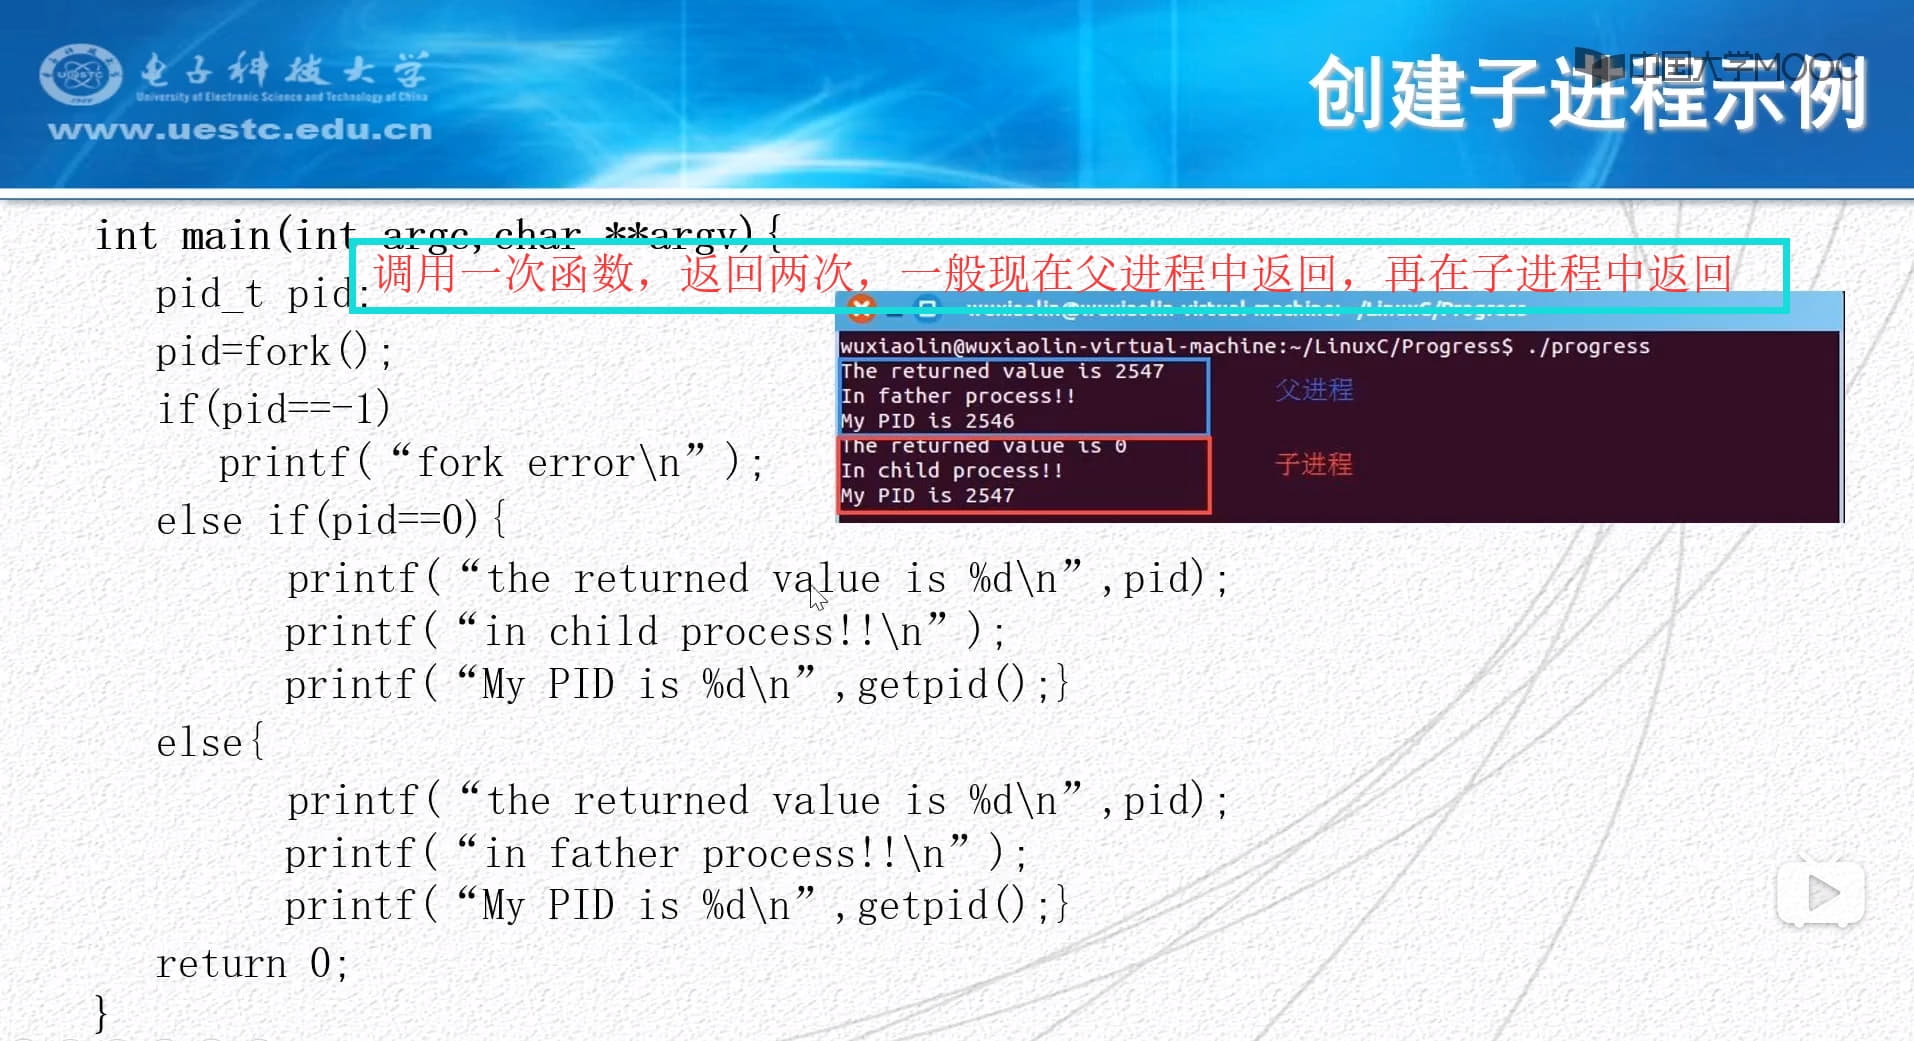 电子科技大学
University of Electronic Science and Technology of China
www.uestc.edu.cn
中国大学MOOC
创建子进程示例
int main(int argc,char **argv){
调用一次函数，返回两次，一般现在父进程中返回，再在子进程中返回
pid_t pid;
wuxiaolin@wuxiaolin-virtual-machine: ~/LinuxC/Progress
pid=fork();
wuxiaolin@wuxiaolin-virtual-machine:~/LinuxC/Progress$ ./progress
The returned value is 2547
In father process!!
My PID is 2546
父进程
The returned value is 0
In child process!!
My PID is 2547
子进程
if(pid==-1)
printf(“fork error\n”);
else if(pid==0){
printf(“the returned value is %d\n”,pid);
printf(“in child process!!\n”);
printf(“My PID is %d\n”,getpid();}
else{
printf(“the returned value is %d\n”,pid);
printf(“in father process!!\n”);
printf(“My PID is %d\n”,getpid();}
return 0;
}